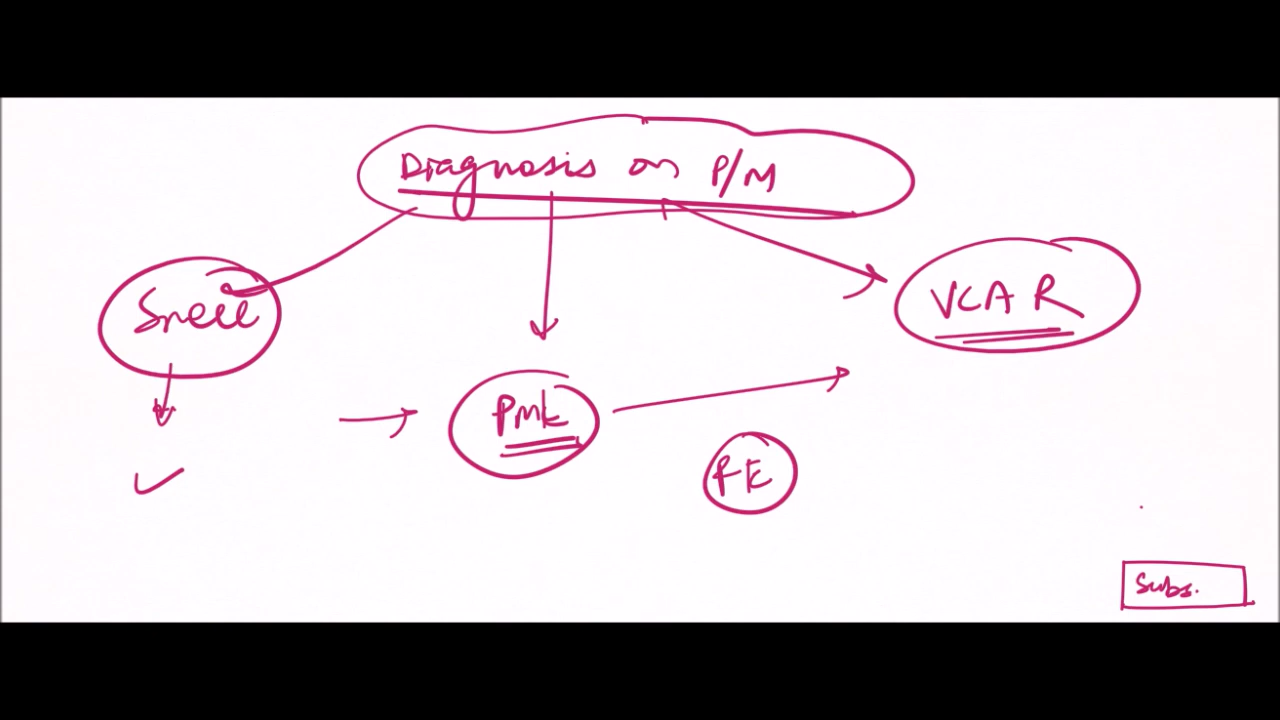 Diagnosis on P/M
Smell
VCAR
PMK
FE
Subs.